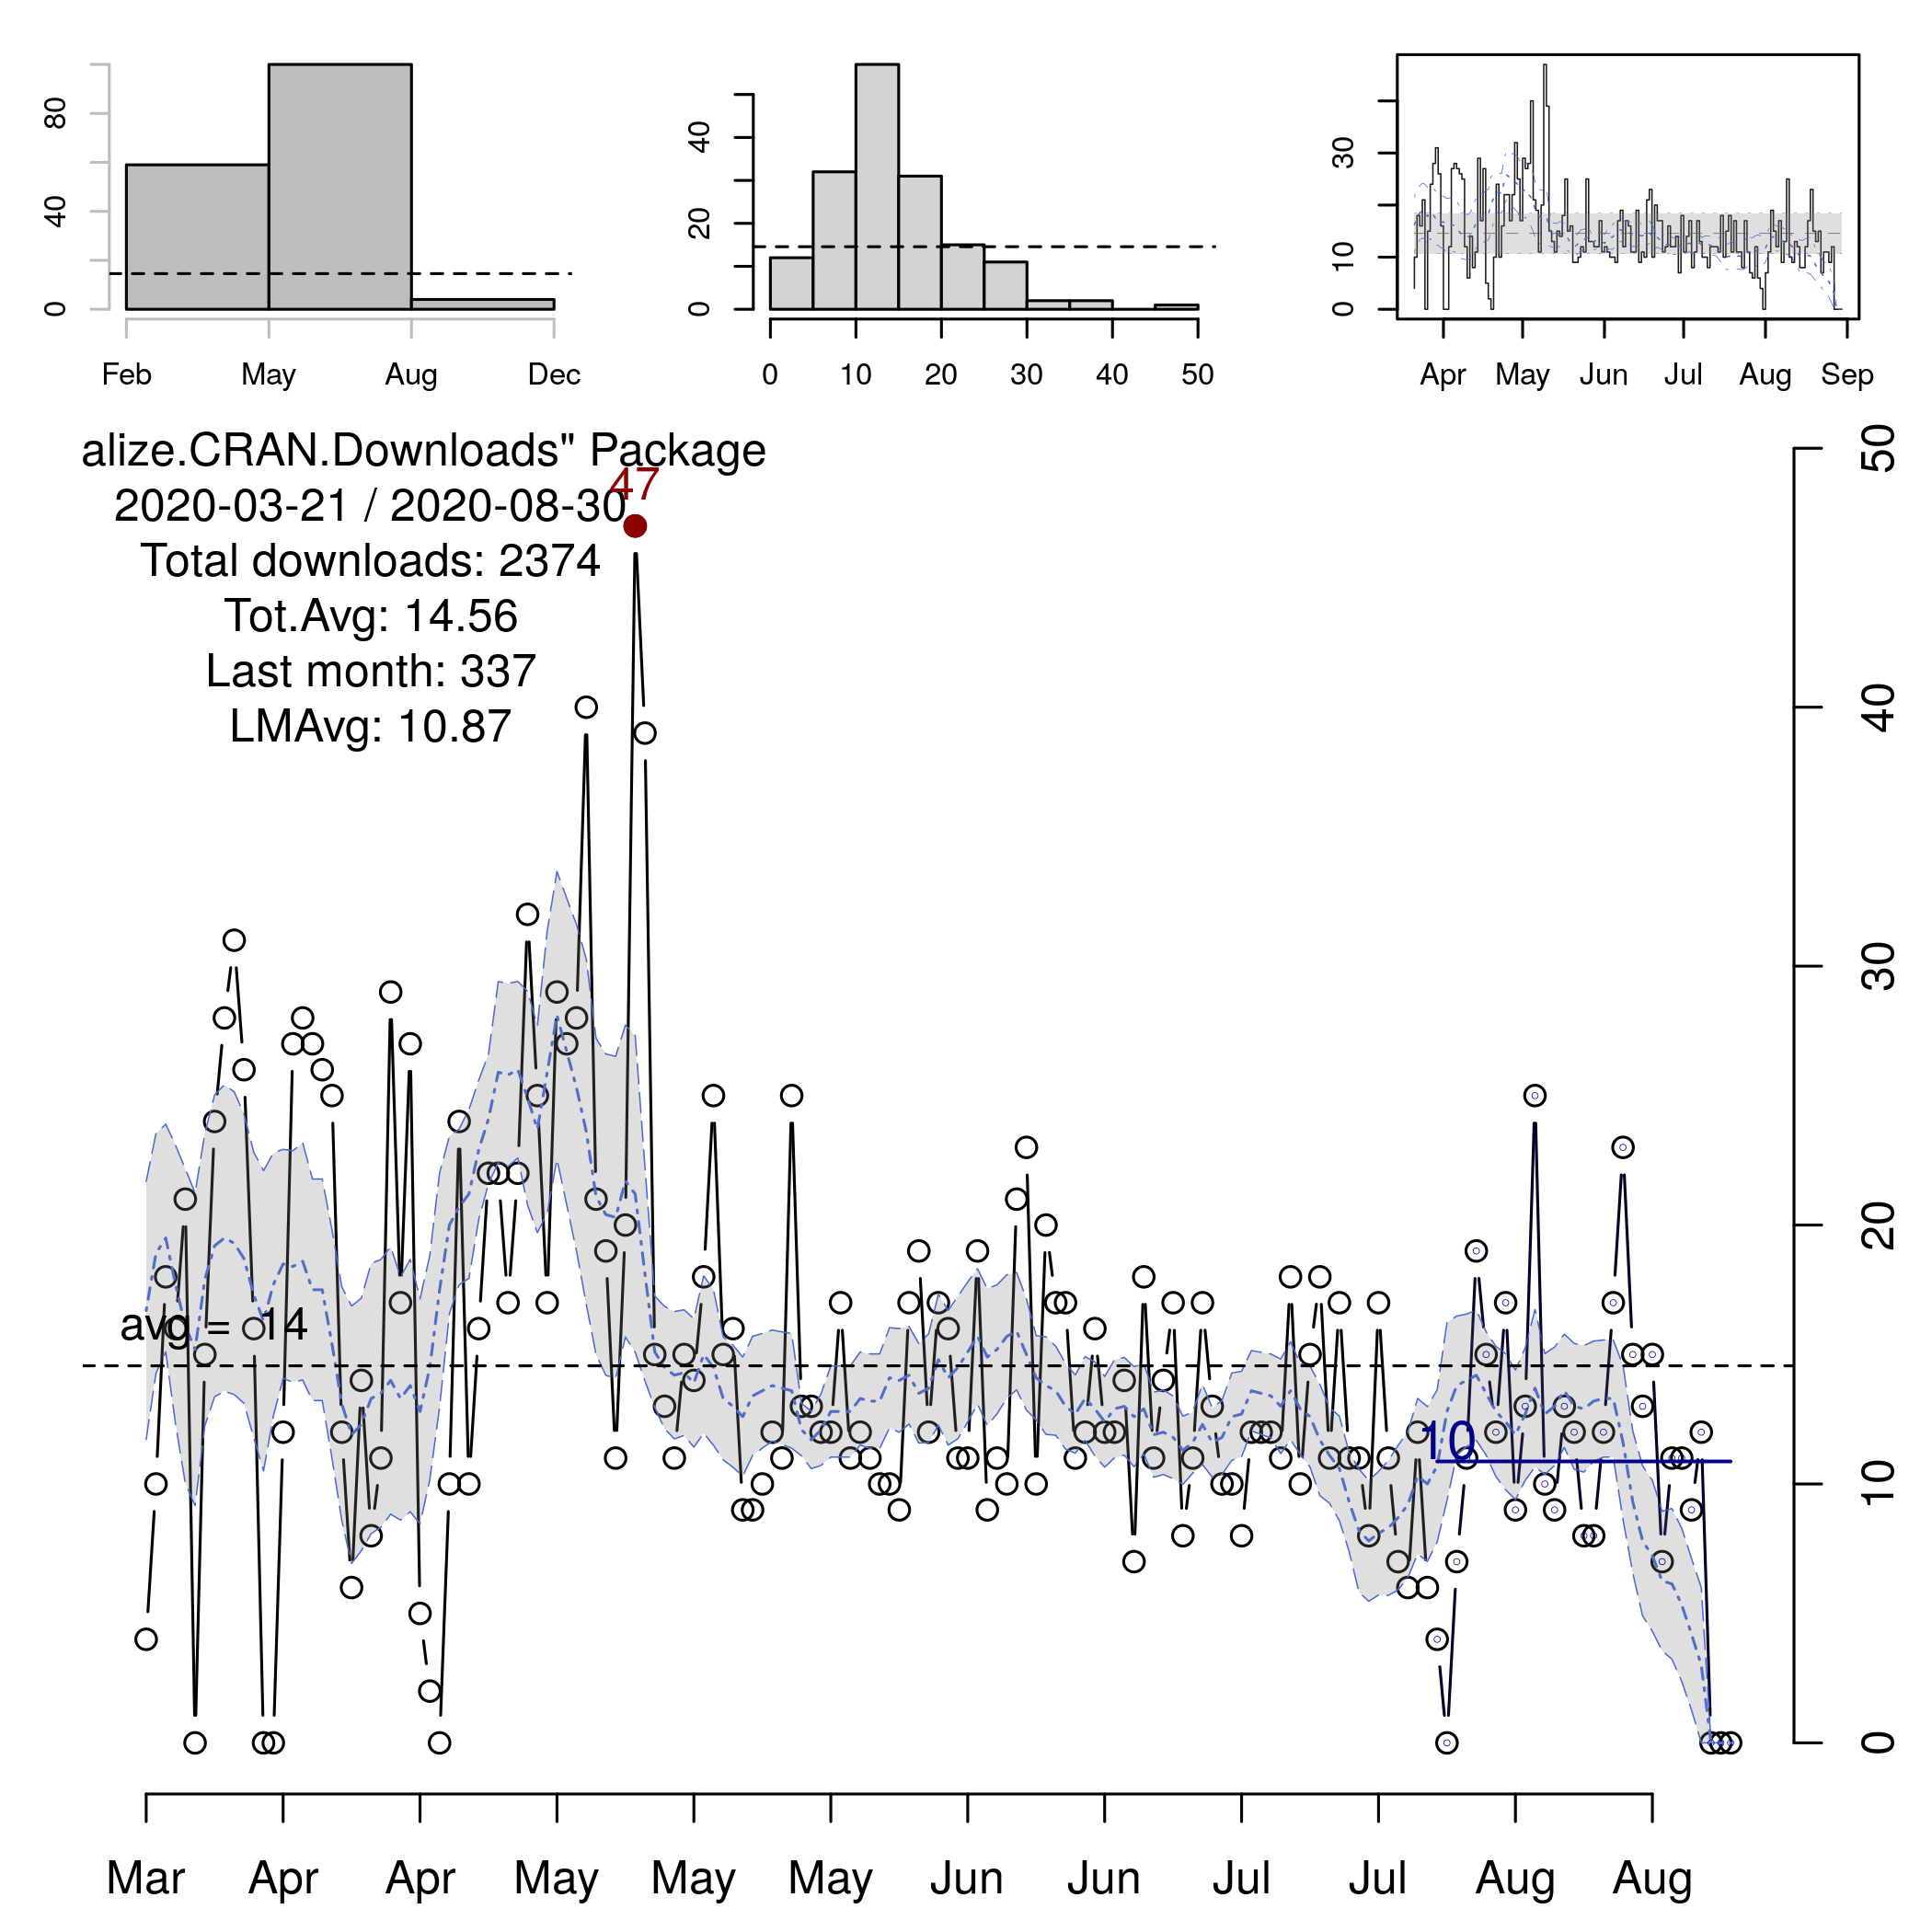 80
40
0
Feb May Aug Dec
40
20
0
0 10 20 30 40 50
30
10
0
Apr May Jun Jul Aug Sep
alize.CRAN.Downloads" Package
2020-03-21 / 2020-08-30
Total downloads: 2374
Tot.Avg: 14.56
Last month: 337
LMAvg: 10.87
47
avg = 14
10
50
40
30
20
10
0
Mar Apr Apr May May May Jun Jun Jul Jul Aug Aug